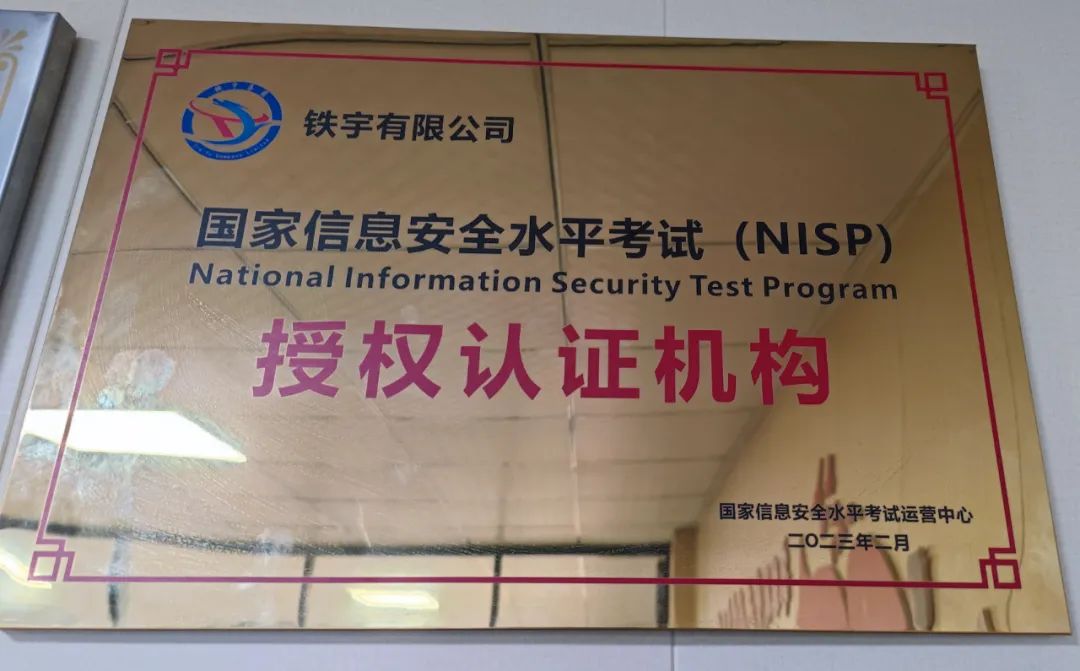 铁宇有限公司
国家信息安全水平考试（NISP）
National Information Security Test Program
授权认证机构
国家信息安全水平考试运营中心
二〇二三年二月